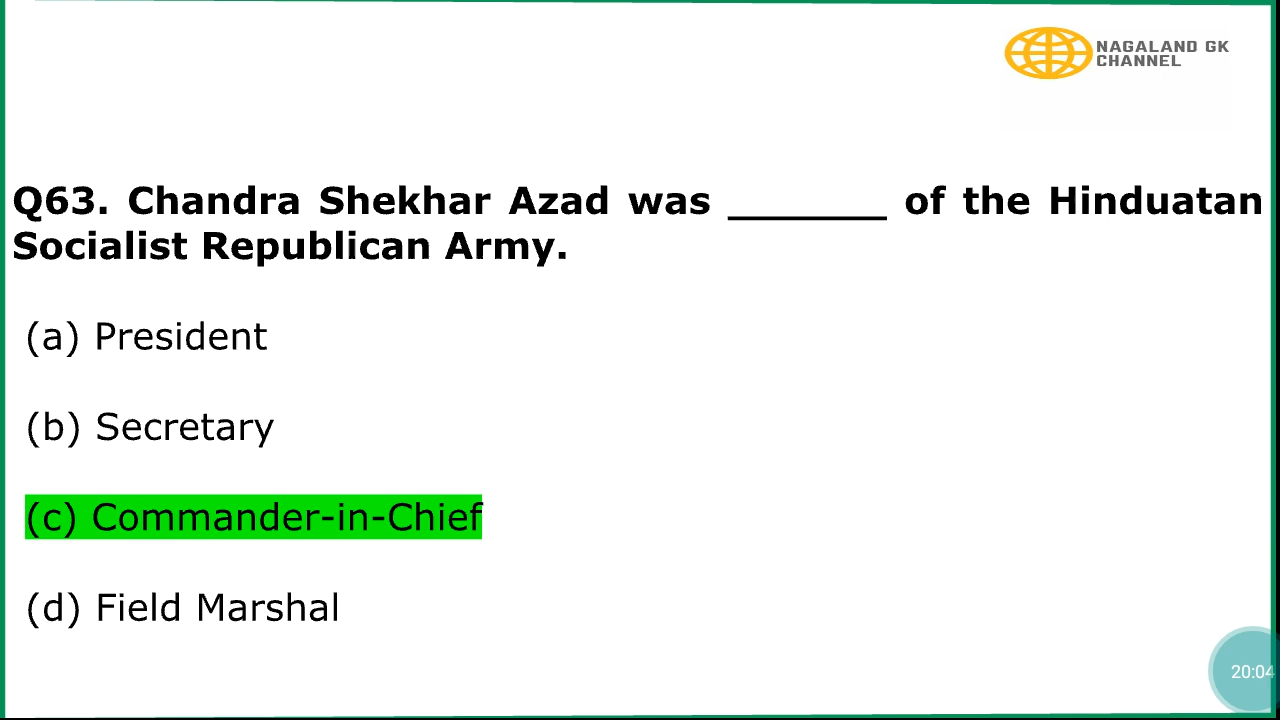 NAGALAND GK
CHANNEL
Q63. Chandra Shekhar Azad was ______ of the Hinduatan
Socialist Republican Army.
(a) President
(b) Secretary
(c) Commander-in-Chief
(d) Field Marshal
20:04